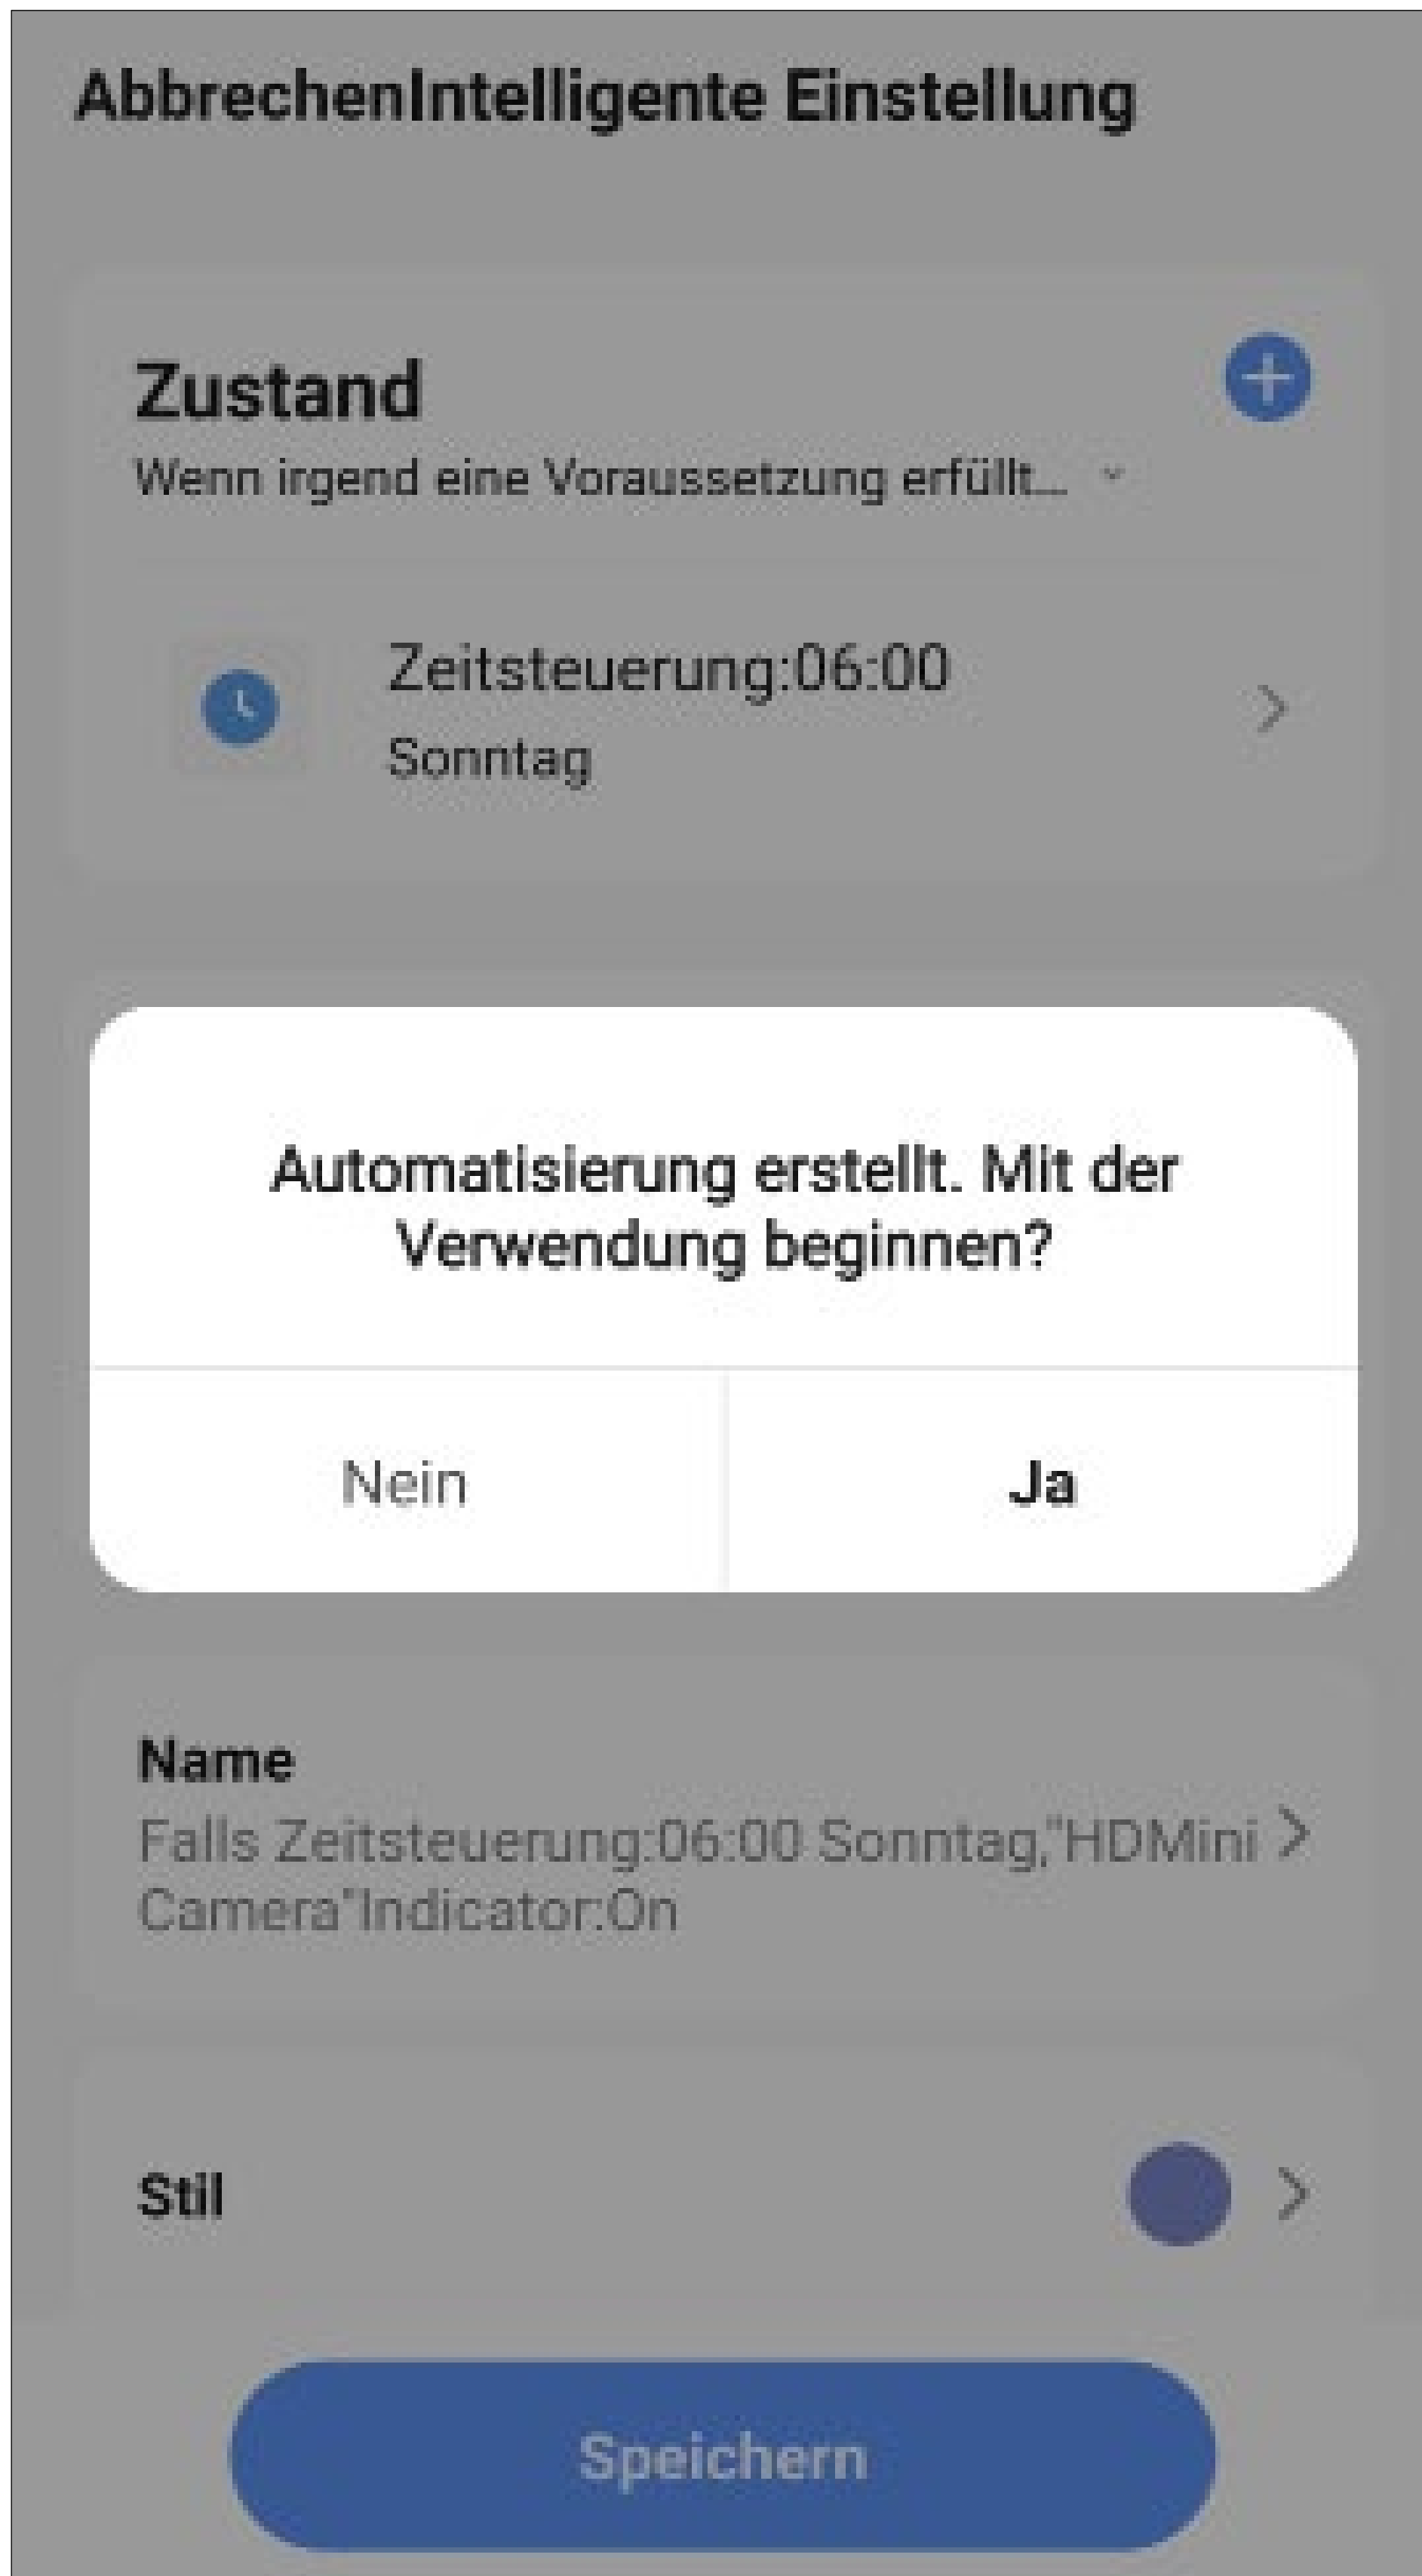 AbbrechenIntelligente Einstellung
Zustand
Wenn irgend eine Voraussetzung erfüllt...
Zeitsteuerung:06:00
Sonntag
Automatisierung erstellt. Mit der
Verwendung beginnen?
Nein
Ja
Name
Falls Zeitsteuerung:06:00 Sonntag,"HDMini
Camera"Indicator:On
Stil
Speichern